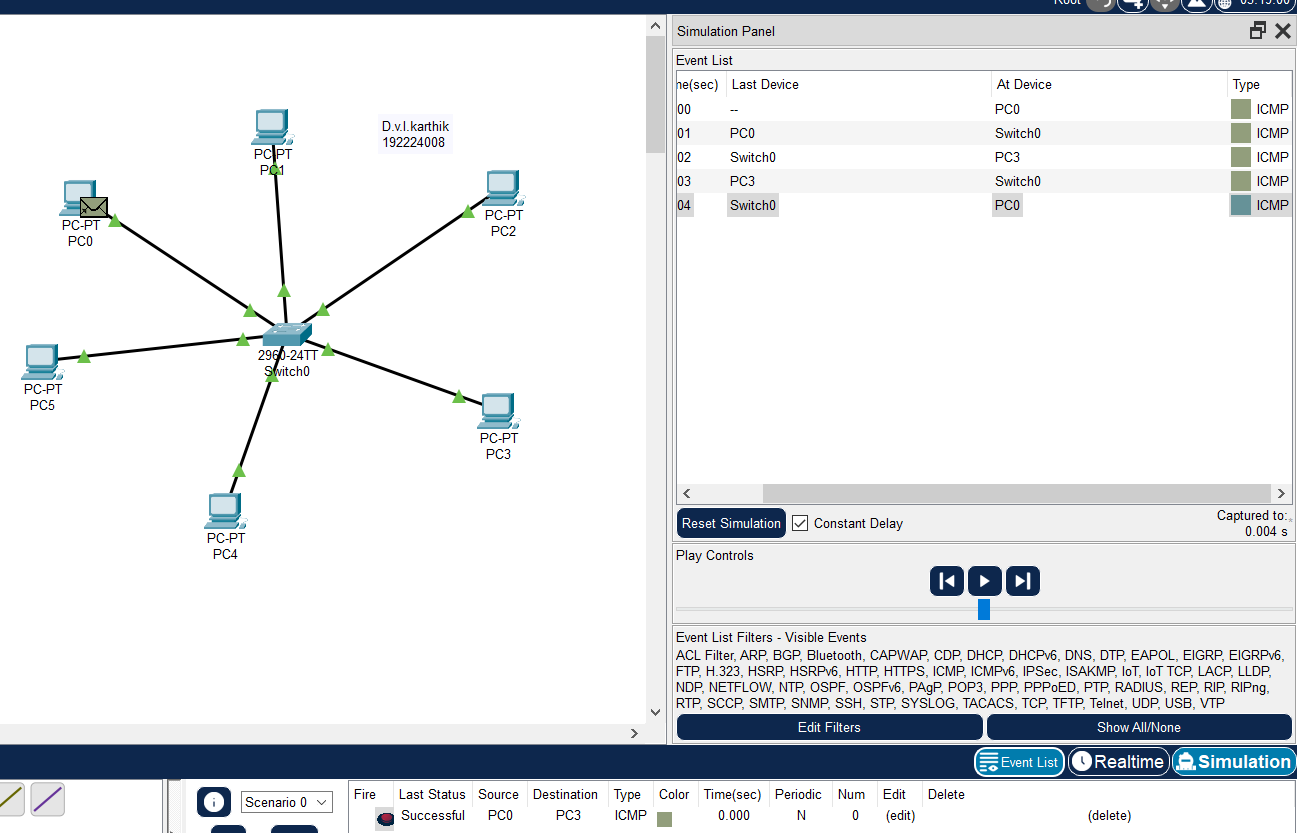 Root 03:15:00
Simulation Panel
Event List
ne(sec) Last Device At Device Type
00 -- PC0 ICMP
01 PC0 Switch0 ICMP
02 Switch0 PC3 ICMP
03 PC3 Switch0 ICMP
04 Switch0 PC0 ICMP
D.v.l.karthik
192224008
PC-PT
PC1
PC-PT
PC0
PC-PT
PC2
2960-24TT
Switch0
PC-PT
PC5
PC-PT
PC3
PC-PT
PC4
Reset Simulation Constant Delay
Captured to:
0.004 s
Play Controls
Event List Filters - Visible Events
ACL Filter, ARP, BGP, Bluetooth, CAPWAP, CDP, DHCP, DHCPv6, DNS, DTP, EAPOL, EIGRP, EIGRPv6,
FTP, H.323, HSRP, HSRPv6, HTTP, HTTPS, ICMP, ICMPv6, IPSec, ISAKMP, IoT, IoT TCP, LACP, LLDP,
NDP, NETFLOW, NTP, OSPF, OSPFv6, PAgP, POP3, PPP, PPPoED, PTP, RADIUS, REP, RIP, RIPng,
RTP, SCCP, SMTP, SNMP, SSH, STP, SYSLOG, TACACS, TCP, TFTP, Telnet, UDP, USB, VTP
Edit Filters Show All/None
Event List Realtime Simulation
Scenario 0
Fire Last Status Source Destination Type Color Time(sec) Periodic Num Edit Delete
Successful PC0 PC3 ICMP 0.000 N 0 (edit) (delete)